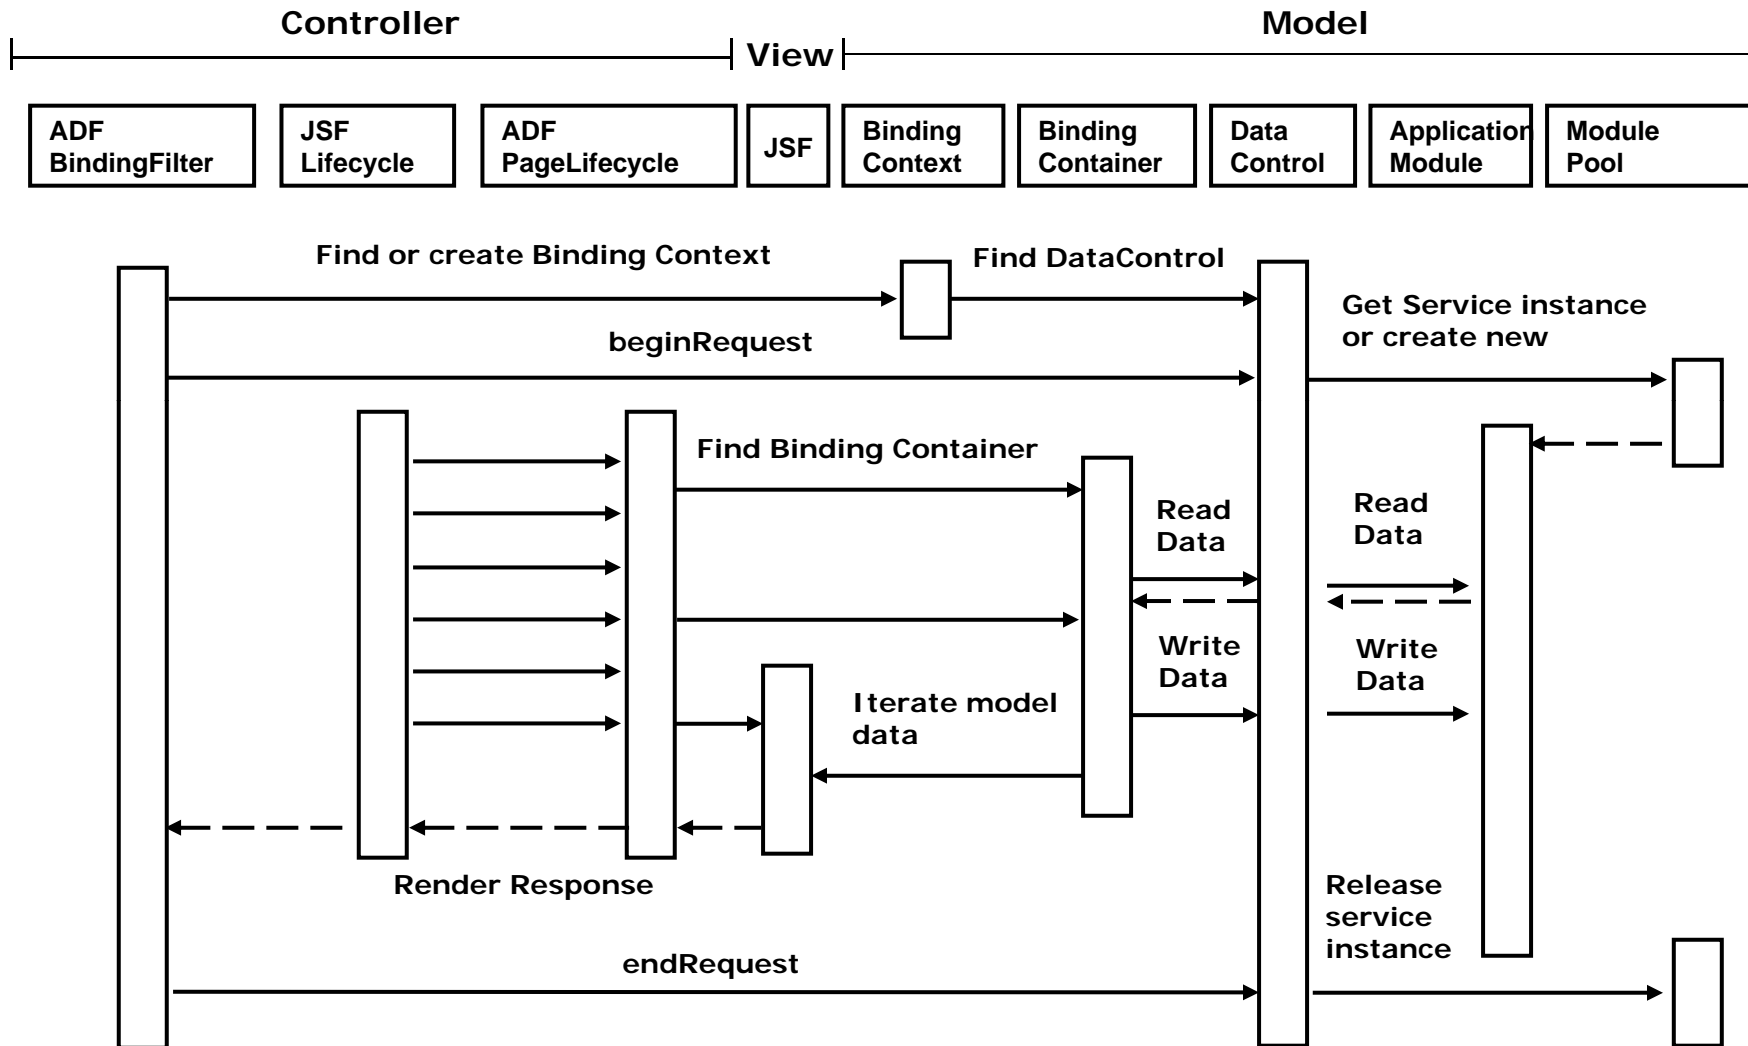 Controller
View
Model
ADF
BindingFilter
JSF
Lifecycle
ADF
PageLifecycle
JSF
Binding
Context
Binding
Container
Data
Control
Application
Module
Module
Pool
Find or create Binding Context
Find DataControl
Get Service instance
or create new
beginRequest
Find Binding Container
Read
Data
Read
Data
Write
Data
Write
Data
Iterate model
data
Render Response
Release
service
instance
endRequest